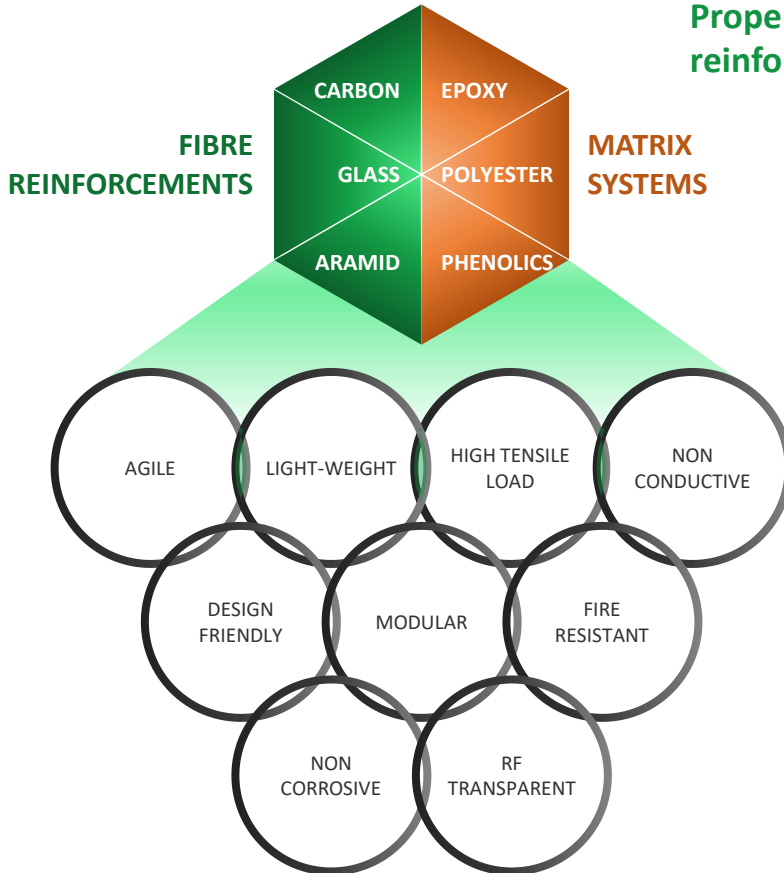 Prope
reinfo
CARBON
EPOXY
FIBRE
REINFORCEMENTS
GLASS
POLYESTER
MATRIX
SYSTEMS
ARAMID
PHENOLICS
AGILE
LIGHT-WEIGHT
HIGH TENSILE
LOAD
NON
CONDUCTIVE
DESIGN
FRIENDLY
MODULAR
FIRE
RESISTANT
NON
CORROSIVE
RF
TRANSPARENT